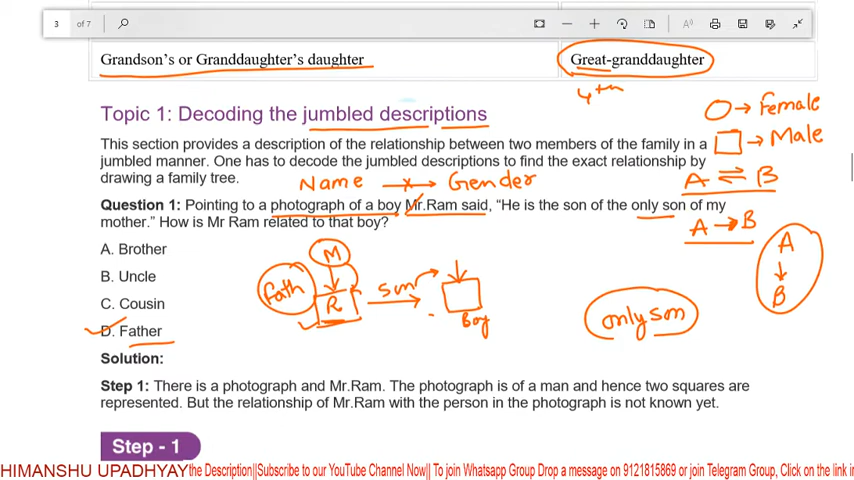 3 of 7
Grandson's or Granddaughter's daughter
Great-granddaughter
4th
Topic 1: Decoding the jumbled descriptions
→ Female
→ Male
This section provides a description of the relationship between two members of the family in a
jumbled manner. One has to decode the jumbled descriptions to find the exact relationship by
drawing a family tree.
Name Gender
A ⇌ B
Question 1: Pointing to a photograph of a boy Mr.Ram said, “He is the son of the only son of my
mother.” How is Mr Ram related to that boy?
A → B
A. Brother
B. Uncle
C. Cousin
D. Father
M
Fath
R
son
Boy
only son
A
↓
B
Solution:
Step 1: There is a photograph and Mr.Ram. The photograph is of a man and hence two squares are
represented. But the relationship of Mr.Ram with the person in the photograph is not known yet.
Step - 1
HIMANSHU UPADHYAY the Description||Subscribe to our YouTube Channel Now|| To join Whatsapp Group Drop a message on 9121815869 or join Telegram Group, Click on the link in